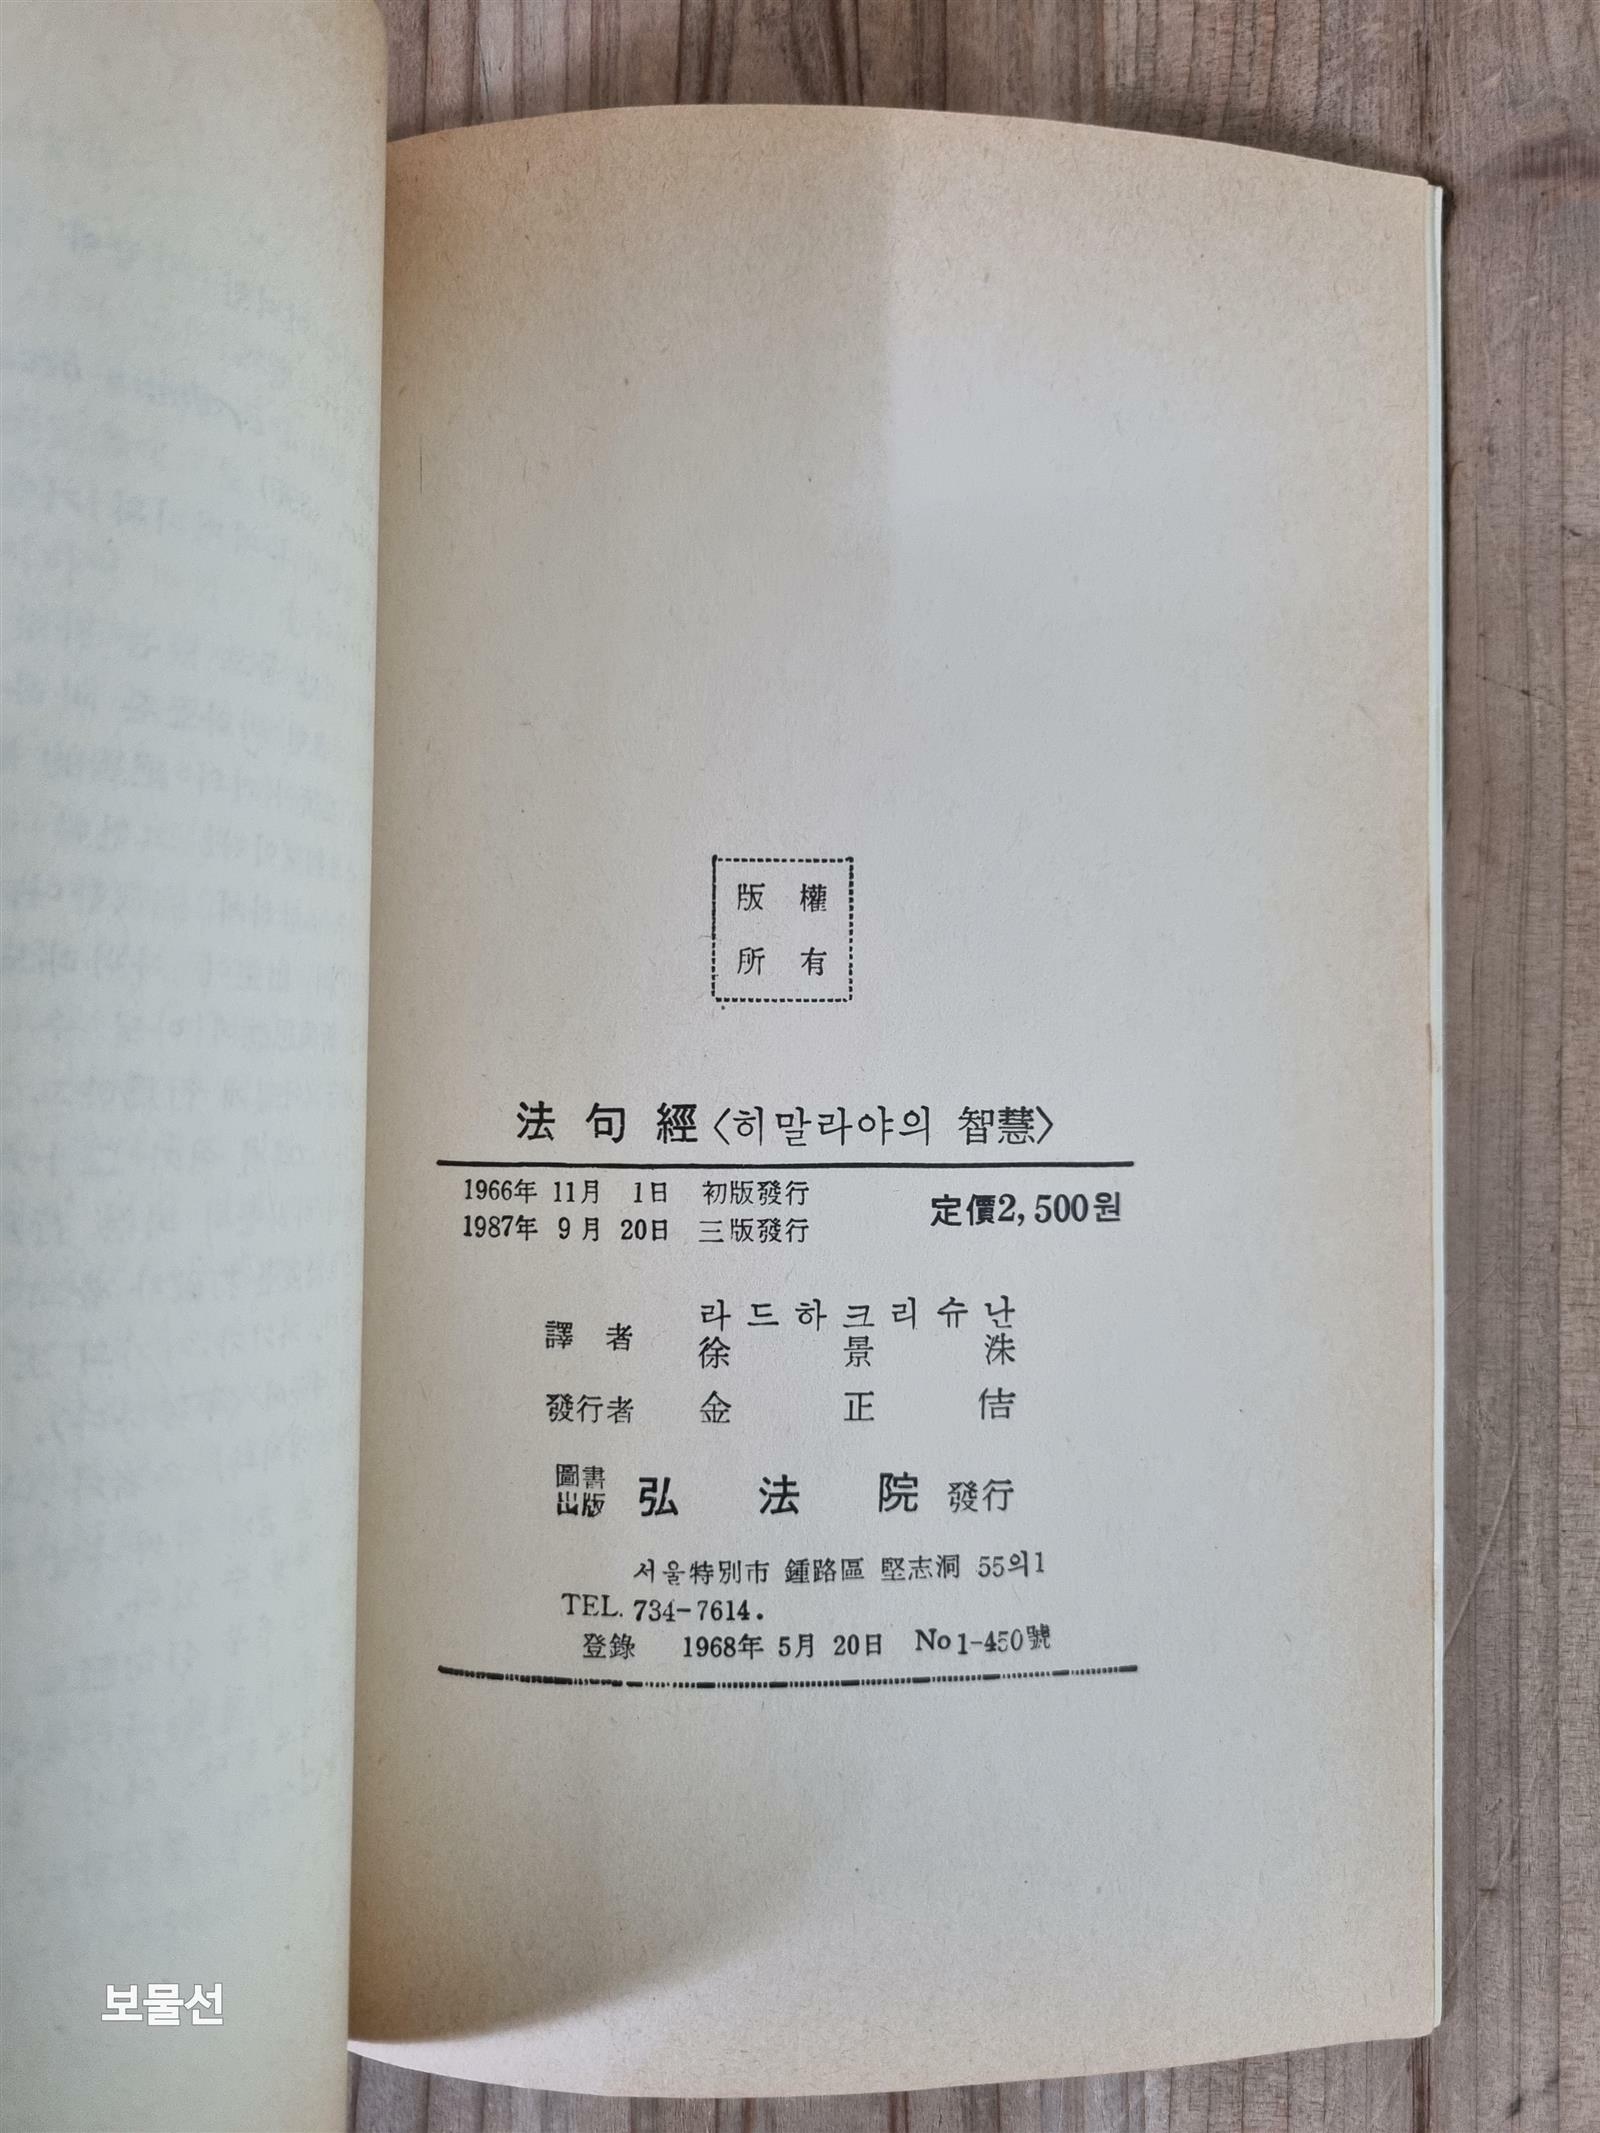 版權
所有
法句經〈히말라야의 智慧〉
1966年 11月 1日 初版發行
1987年 9月 20日 三版發行
定價2,500원
譯者 라드하크리슈난
徐景洙
發行者 金正佶
圖書出版 弘法院 發行
서울特別市 鍾路區 堅志洞 55의1
TEL. 734-7614.
登錄 1968年 5月 20日 No1-450號
보물선